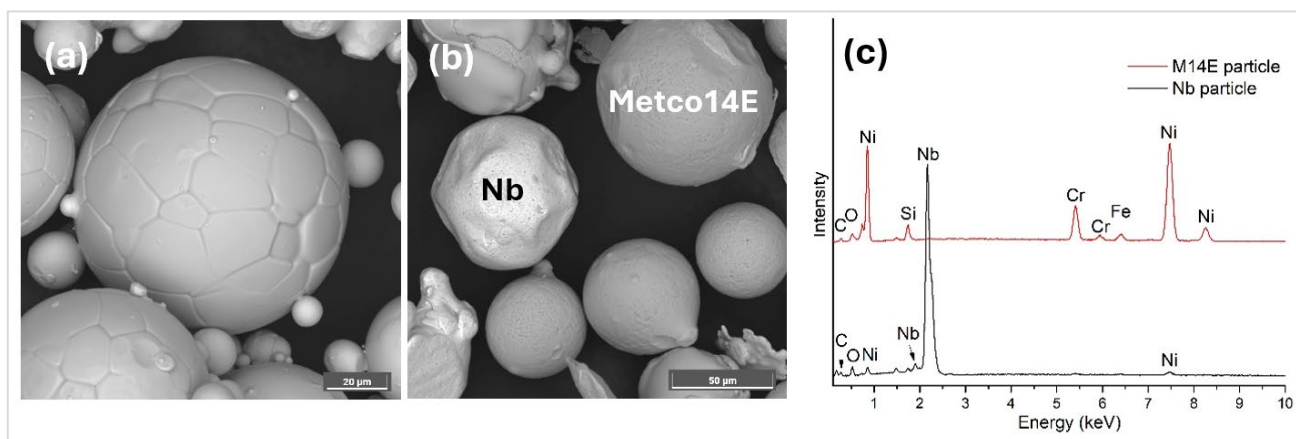 (a)
20 µm
(b)
Metco14E
Nb
50 µm
(c)
M14E particle
Nb particle
Intensity
C
O
Ni
Si
Cr
Cr
Fe
Ni
Ni
Nb
C
O
Ni
Nb
Ni
1 2 3 4 5 6 7 8 9 10
Energy (keV)